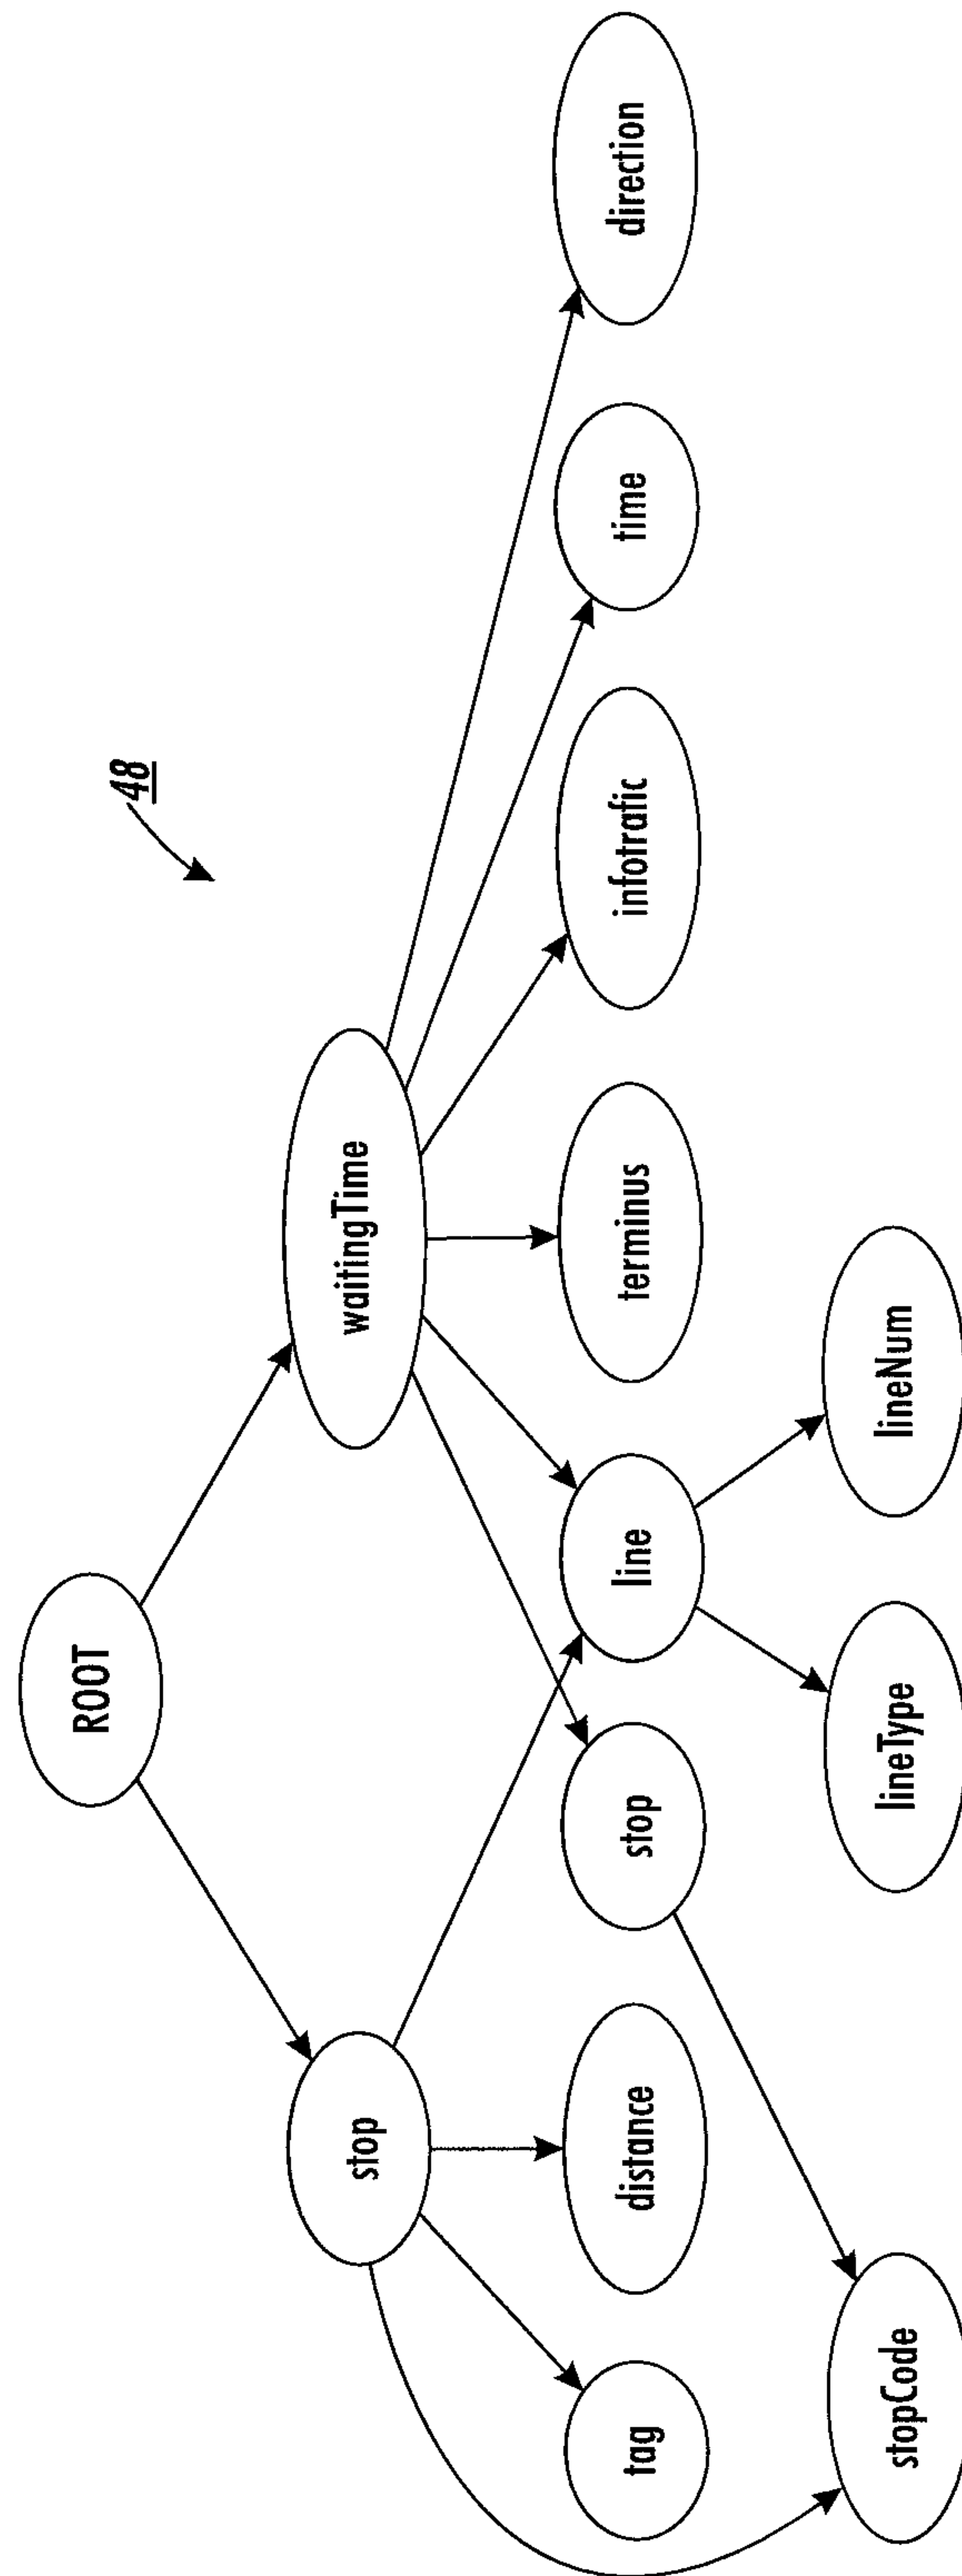 48
ROOT
stop
waitingTime
tag
distance
stop
line
terminus
infotrafic
time
direction
stopCode
lineType
lineNum